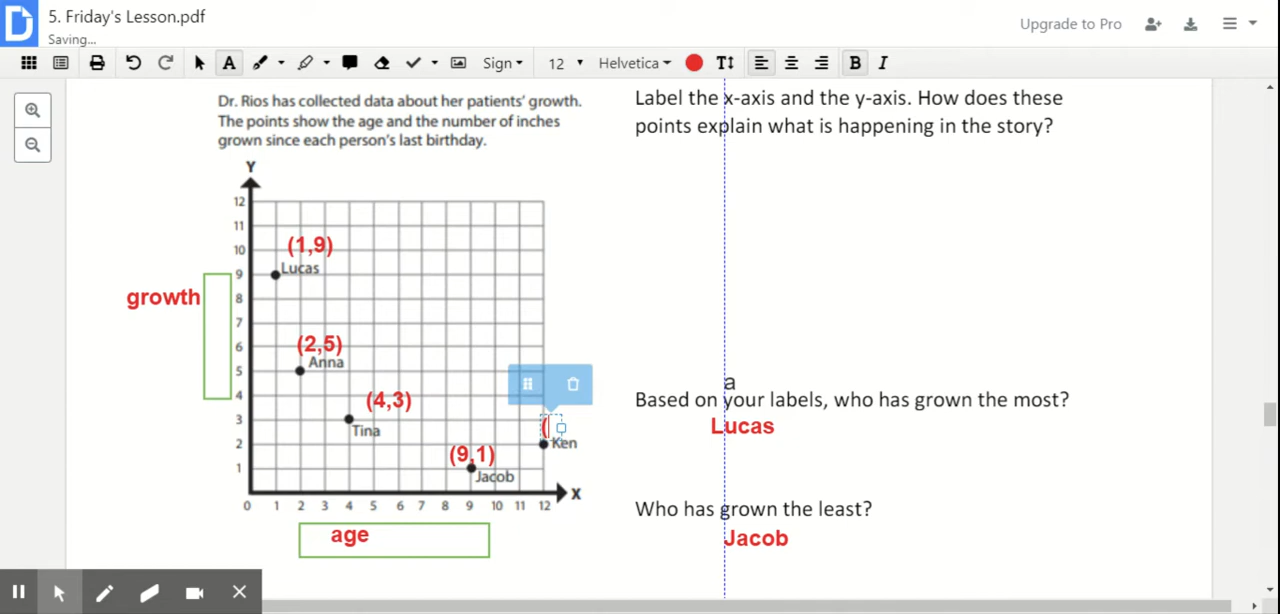 5. Friday's Lesson.pdf
Saving...
Upgrade to Pro
A
Sign
12
Helvetica
T
B
I
Dr. Rios has collected data about her patients' growth.
The points show the age and the number of inches
grown since each person's last birthday.
Label the x-axis and the y-axis. How does these
points explain what is happening in the story?
Y
12
11
10
9
8
7
6
5
4
3
2
1
0 1 2 3 4 5 6 7 8 9 10 11 12
X
growth
age
(1,9)
Lucas
(2,5)
Anna
(4,3)
Tina
(9,1)
Jacob
(
Ken
a
Based on your labels, who has grown the most?
Lucas
Who has grown the least?
Jacob